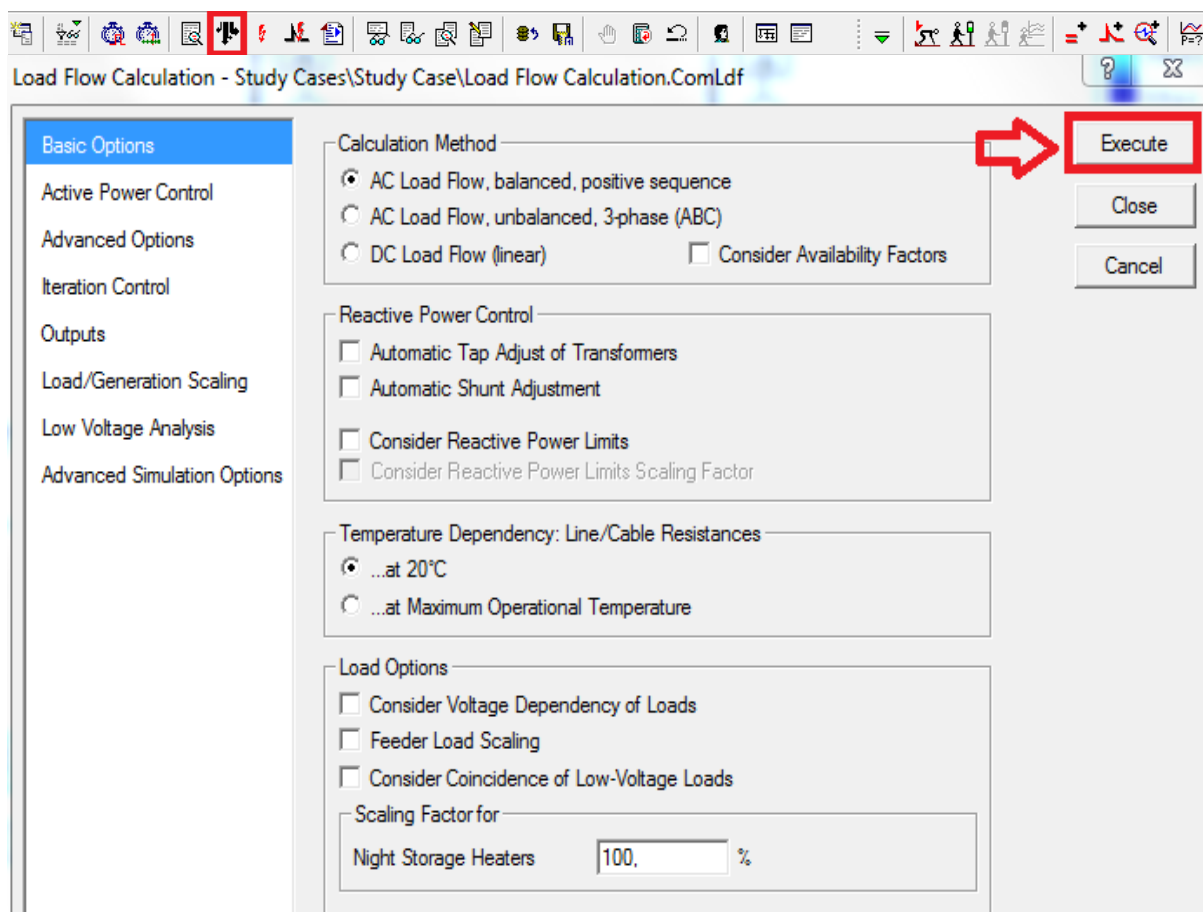 Load Flow Calculation - Study Cases\Study Case\Load Flow Calculation.ComLdf
Basic Options
Active Power Control
Advanced Options
Iteration Control
Outputs
Load/Generation Scaling
Low Voltage Analysis
Advanced Simulation Options
Calculation Method
AC Load Flow, balanced, positive sequence
AC Load Flow, unbalanced, 3-phase (ABC)
DC Load Flow (linear) Consider Availability Factors
Reactive Power Control
Automatic Tap Adjust of Transformers
Automatic Shunt Adjustment
Consider Reactive Power Limits
Consider Reactive Power Limits Scaling Factor
Temperature Dependency: Line/Cable Resistances
...at 20°C
...at Maximum Operational Temperature
Load Options
Consider Voltage Dependency of Loads
Feeder Load Scaling
Consider Coincidence of Low-Voltage Loads
Scaling Factor for
Night Storage Heaters 100, %
Execute
Close
Cancel
P=?